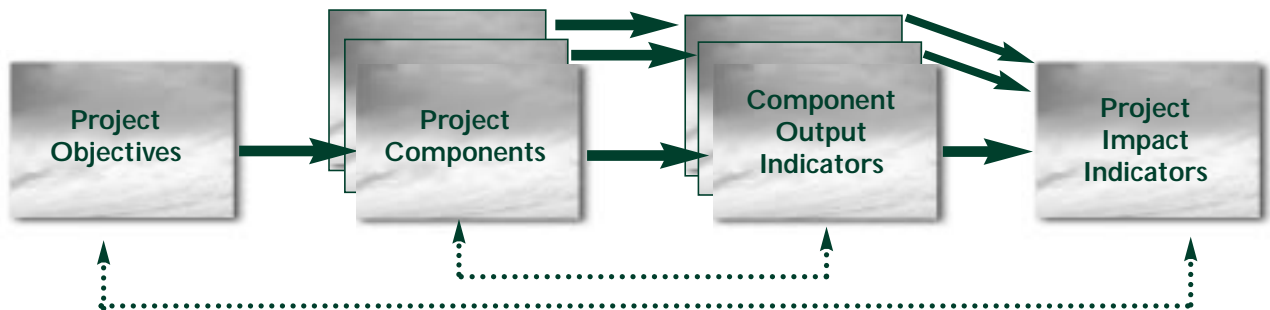 Project
Objectives
Project
Components
Component
Output
Indicators
Project
Impact
Indicators